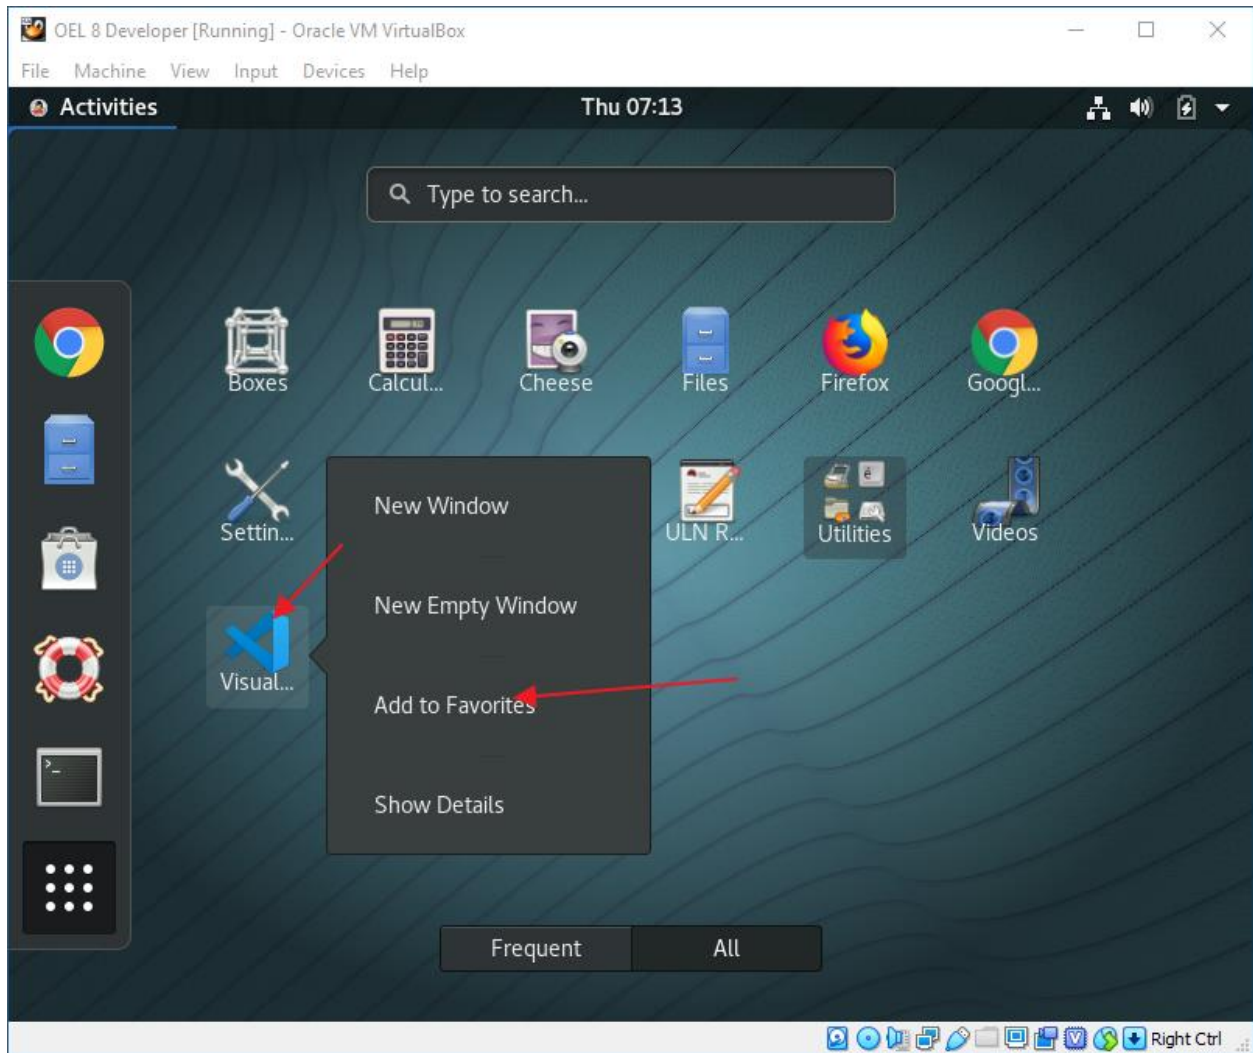 OEL 8 Developer [Running] - Oracle VM VirtualBox
File Machine View Input Devices Help
Activities Thu 07:13
Type to search...
Boxes Calcul... Cheese Files Firefox Googl...
Settin... ULN R... Utilities Videos
New Window
New Empty Window
Visual...
Add to Favorites
Show Details
Frequent All
Right Ctrl